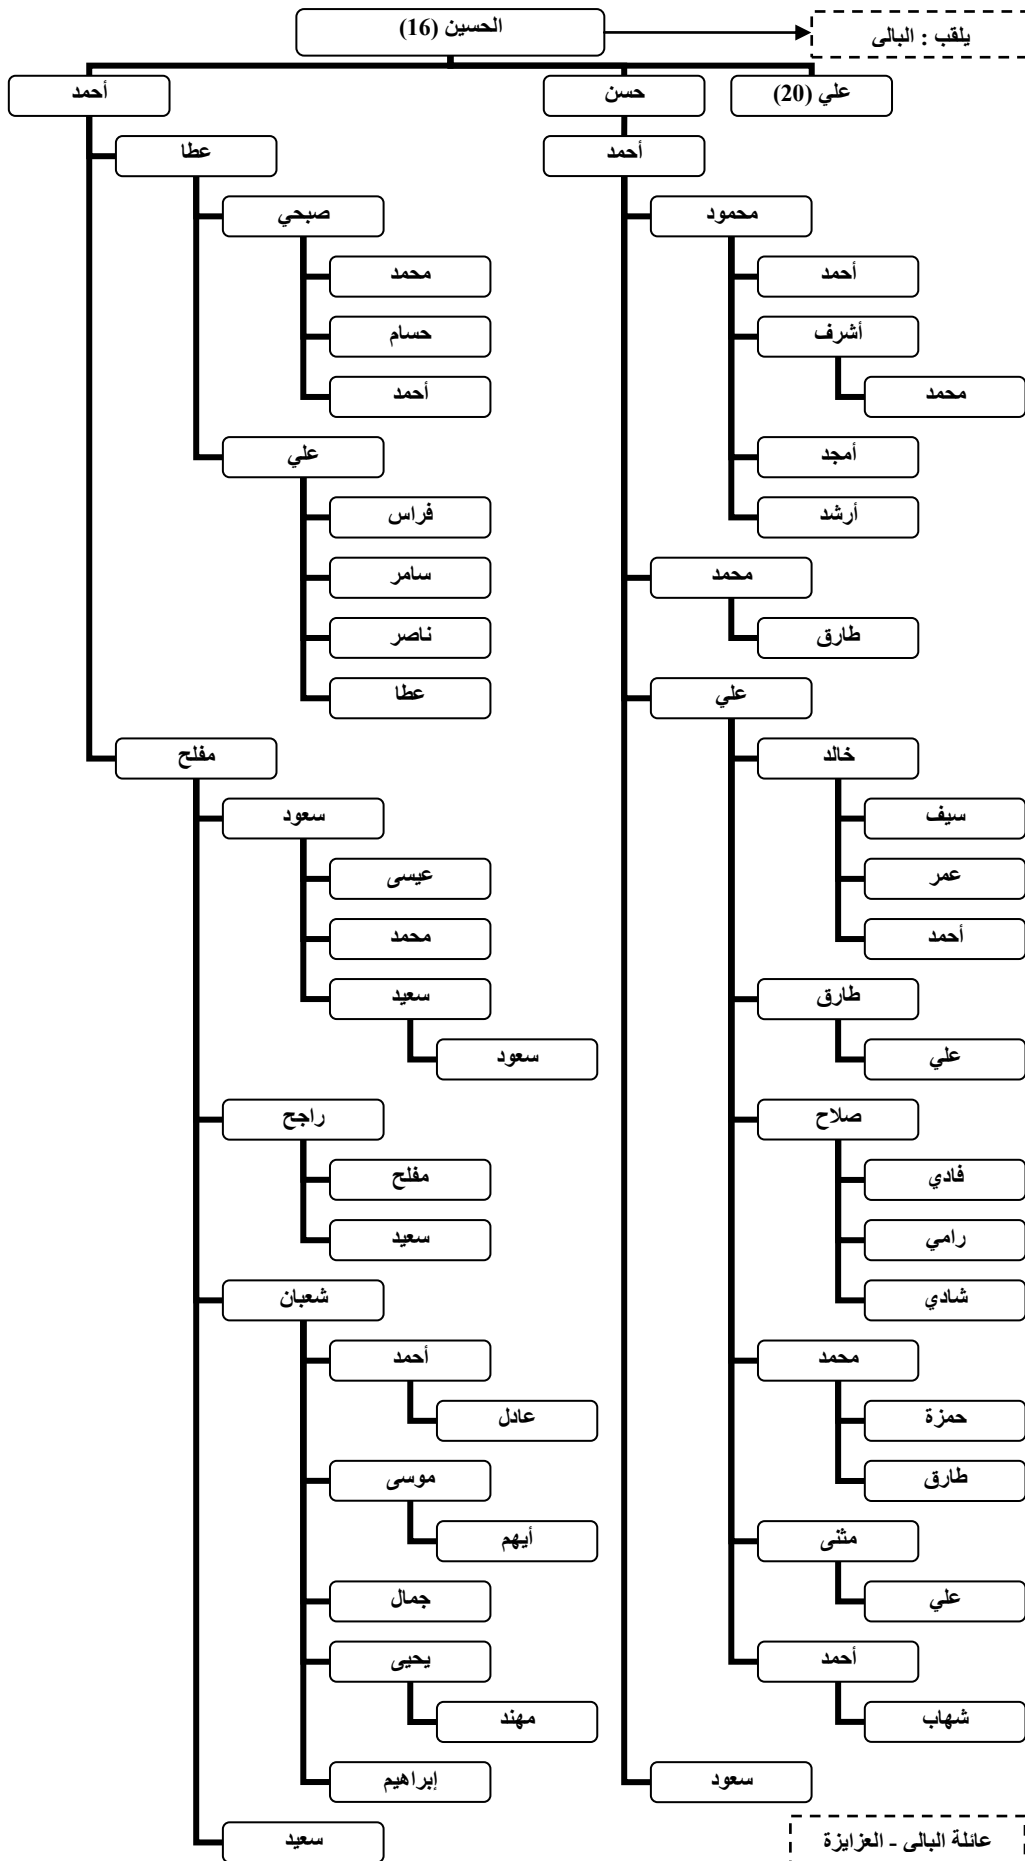 الحسين (16)
يلقب : البالى
علي (20)
حسن
أحمد
أحمد
عطا
محمود
صبحي
أحمد
محمد
أشرف
حسام
محمد
أحمد
أمجد
علي
أرشد
فراس
محمد
سامر
طارق
ناصر
علي
عطا
خالد
مفلح
سيف
سعود
عمر
عيسى
أحمد
محمد
طارق
سعيد
علي
سعود
صلاح
راجح
فادي
مفلح
رامي
سعيد
شادي
شعبان
محمد
أحمد
حمزة
عادل
طارق
موسى
مثنى
أيهم
علي
جمال
أحمد
يحيى
شهاب
مهند
سعود
إبراهيم
عائلة البالى - العزايزة
سعيد